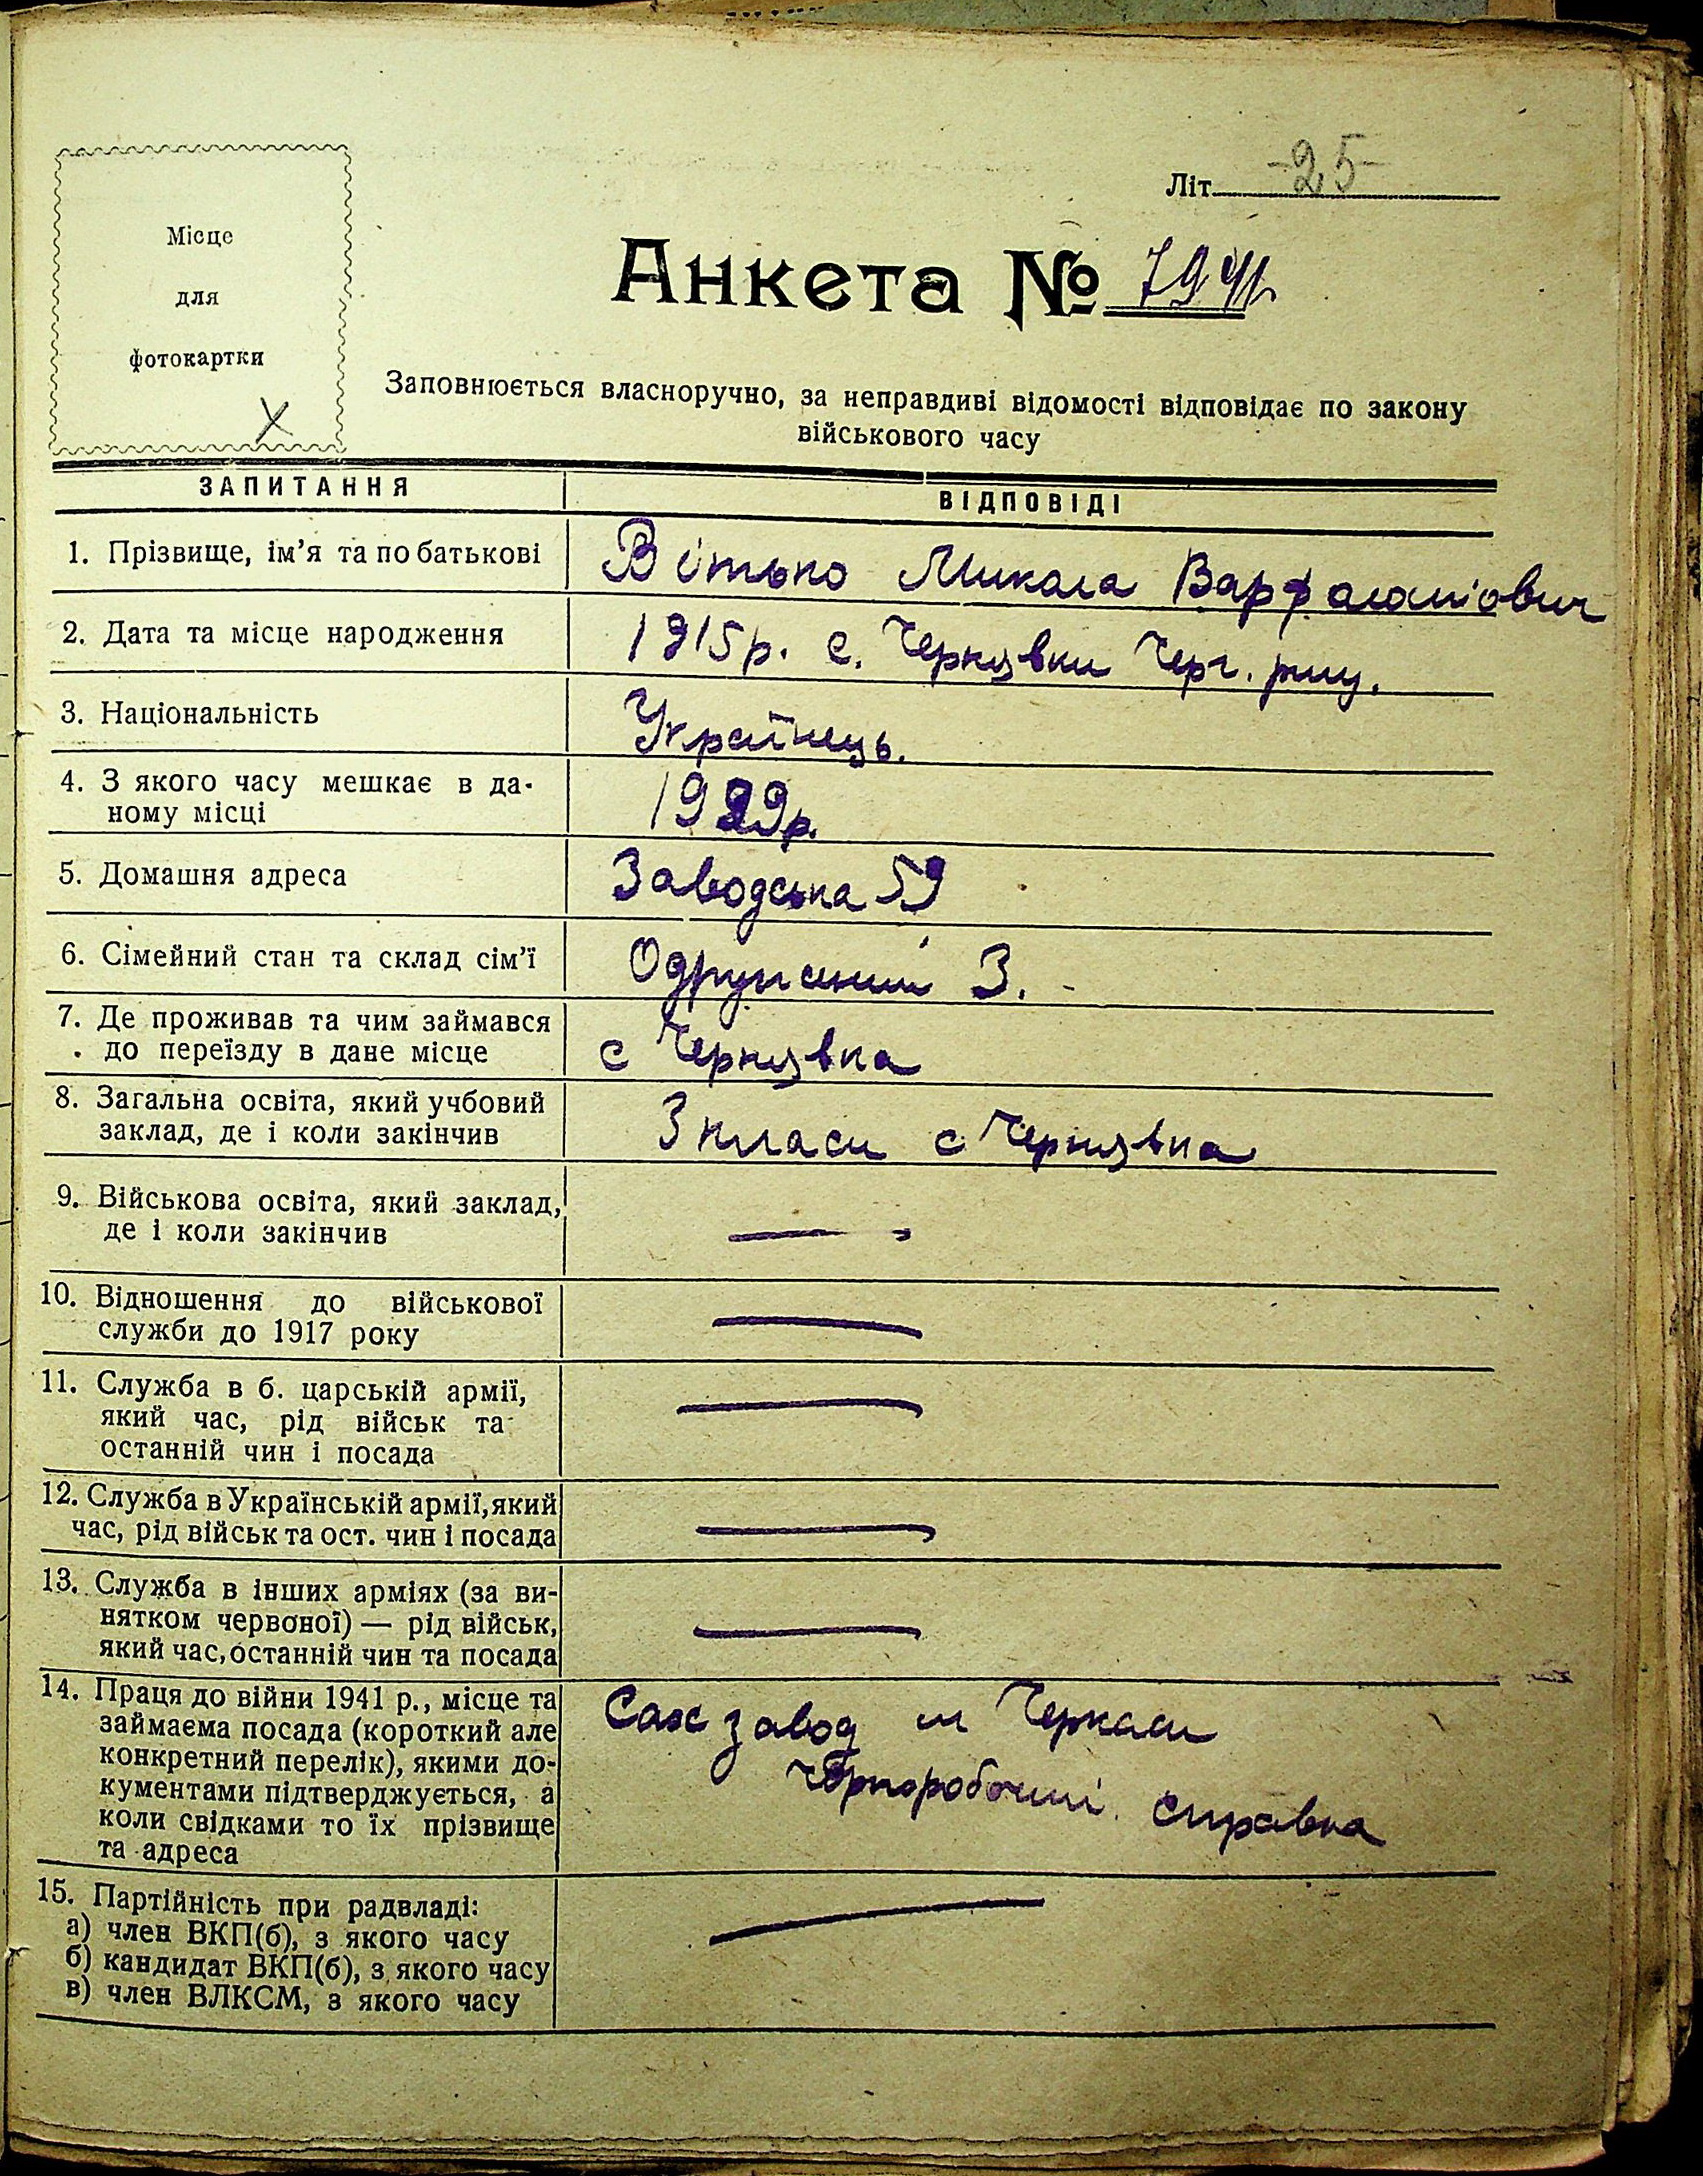 Літ -25-
Місце
для
фотокартки
Анкета №
Заповнюється власноручно, за неправдиві відомості відповідає по закону
військового часу
ЗАПИТАННЯ
ВІДПОВІДІ
1. Прізвище, ім’я та по батькові
Вітько Микола
2. Дата та місце народження
1915р. с. Чернявки
3. Національність
Українець.
4. З якого часу мешкає в да-
ному місці
5. Домашня адреса
Заводська 59
6. Сімейний стан та склад сім’ї
Одружений 3.
7. Де проживав та чим займався
до переїзду в дане місце
с Чернявка
8. Загальна освіта, який учбовий
заклад, де і коли закінчив
3 класи с Чернявка
9. Військова освіта, який заклад,
де і коли закінчив
—
10. Відношення до військової
служби до 1917 року
—
11. Служба в б. царській армії,
який час, рід військ та
останній чин і посада
—
12. Служба в Українській армії, який
час, рід військ та ост. чин і посада
—
13. Служба в інших арміях (за ви-
нятком червоної) — рід військ,
який час, останній чин та посада
—
14. Праця до війни 1941 р., місце та
займаєма посада (короткий але
конкретний перелік), якими до-
кументами підтверджується, а
коли свідками то їх прізвище
та адреса
завод м Черкаси
Чорноробочий. справка
15. Партійність при радвладі:
а) член ВКП(б), з якого часу
б) кандидат ВКП(б), з якого часу
в) член ВЛКСМ, з якого часу
—